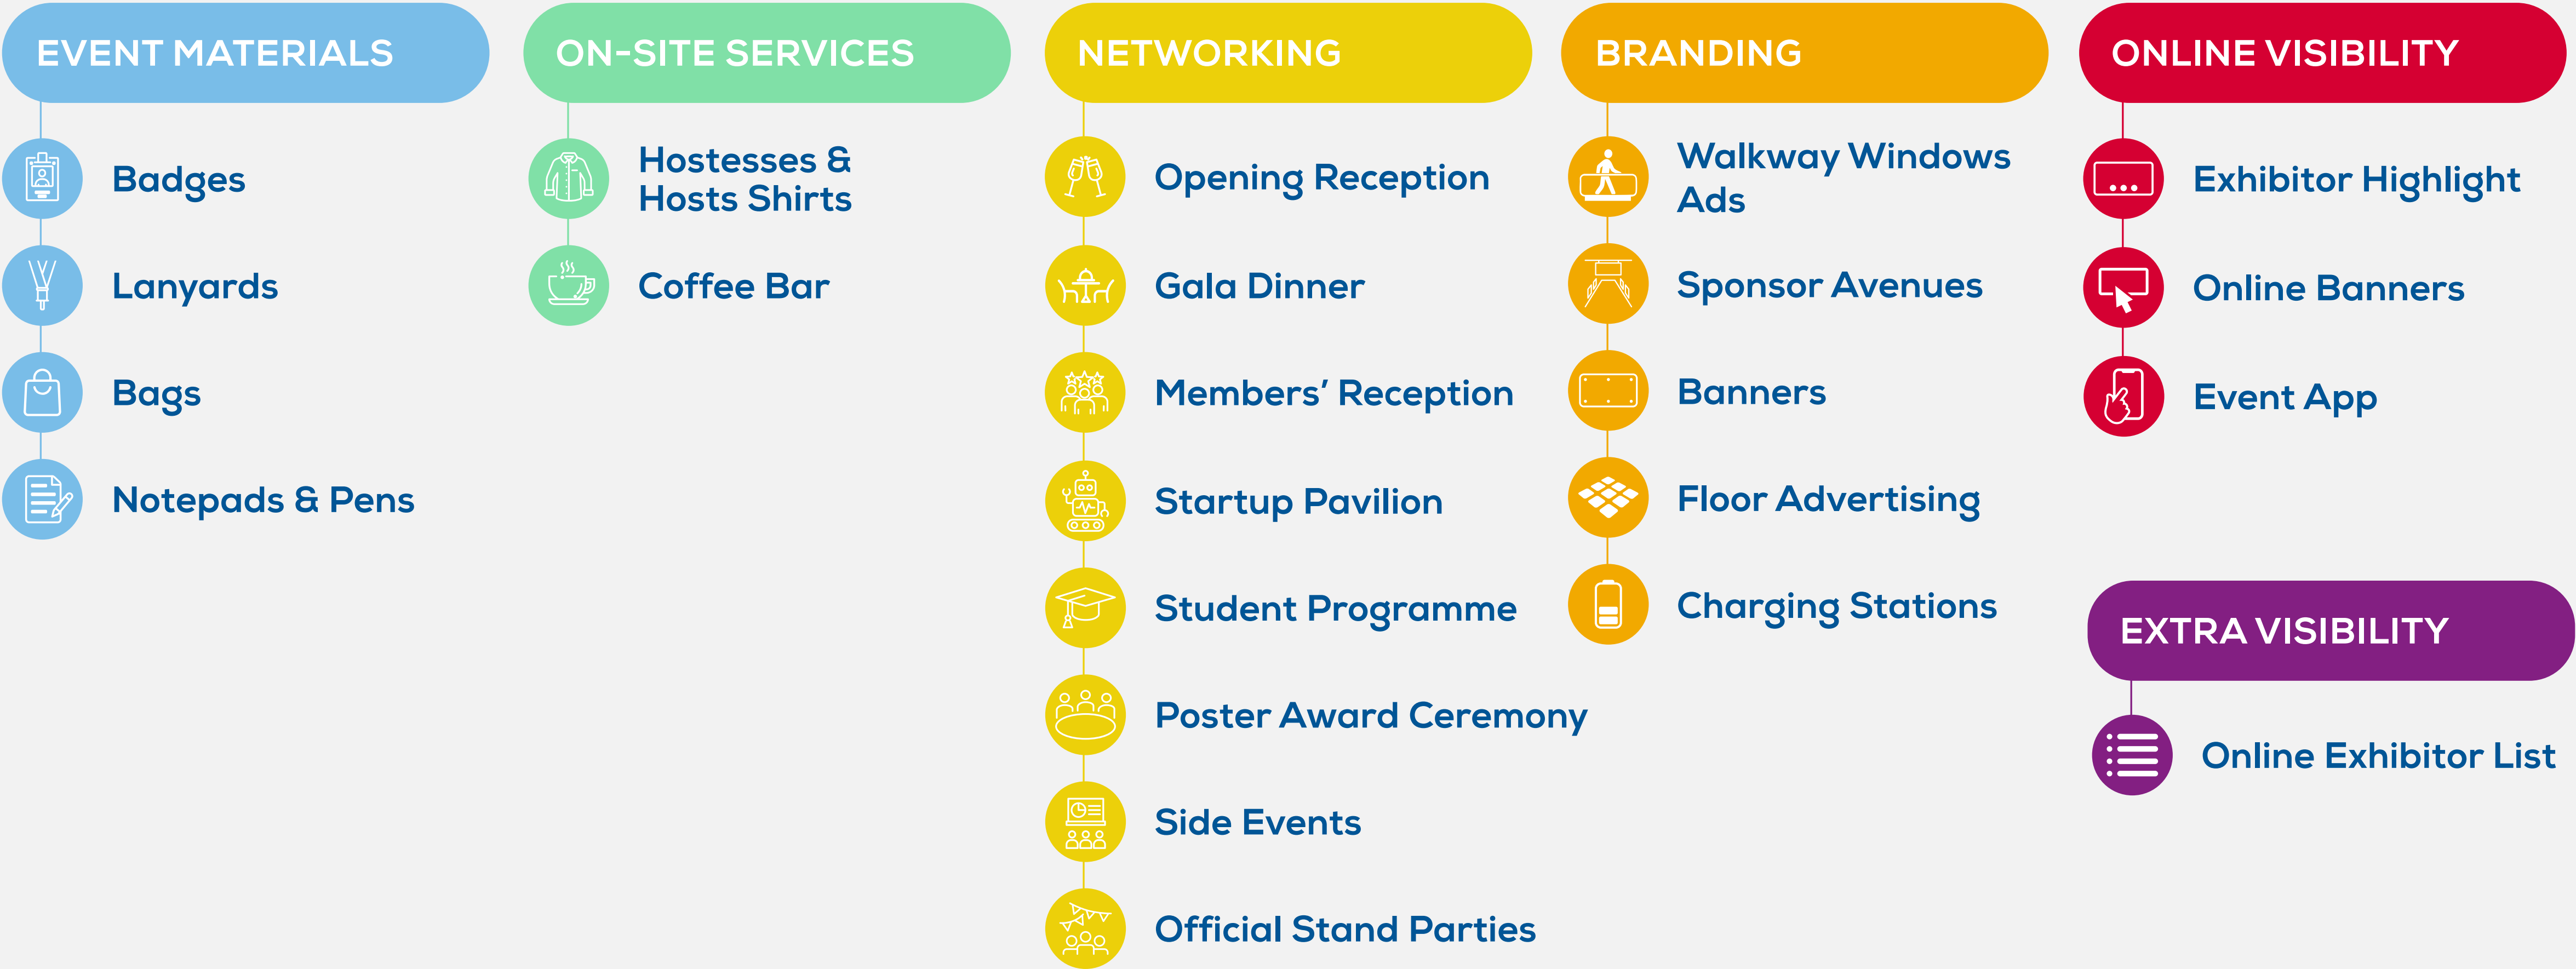 EVENT MATERIALS
Badges
Lanyards
Bags
Notepads & Pens
ON-SITE SERVICES
Hostesses &
Hosts Shirts
Coffee Bar
NETWORKING
Opening Reception
Gala Dinner
Members’ Reception
Startup Pavilion
Student Programme
Poster Award Ceremony
Side Events
Official Stand Parties
BRANDING
Walkway Windows
Ads
Sponsor Avenues
Banners
Floor Advertising
Charging Stations
ONLINE VISIBILITY
Exhibitor Highlight
Online Banners
Event App
EXTRA VISIBILITY
Online Exhibitor List